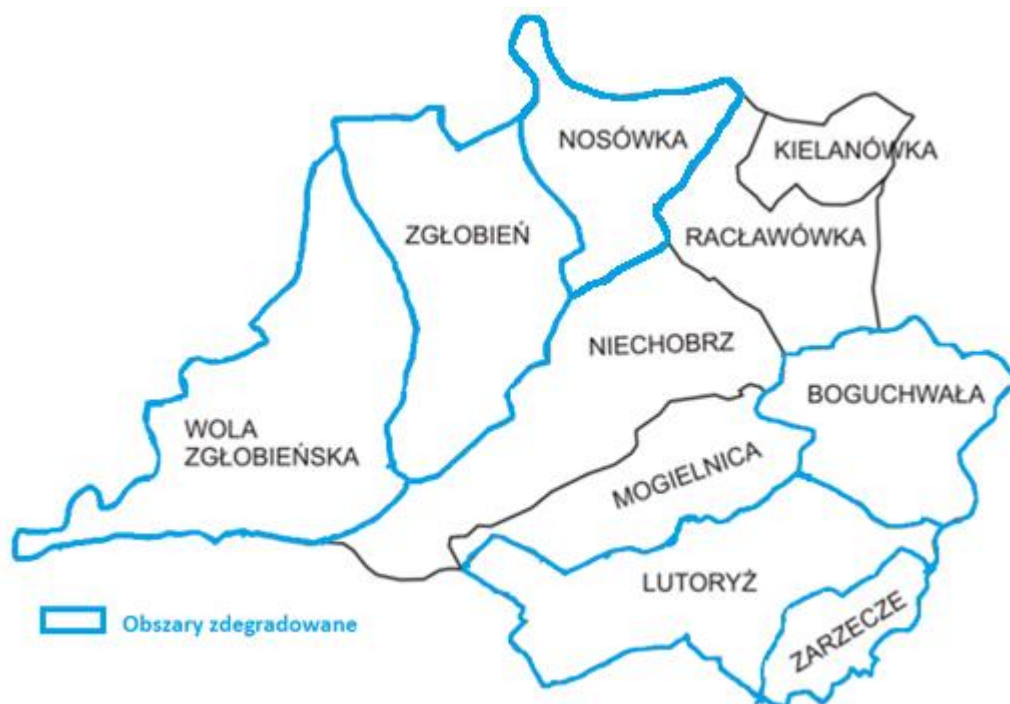 NOSÓWKA
KIELANÓWKA
ZGŁOBIEŃ
RACŁAWÓWKA
NIECHOBRZ
BOGUCHWAŁA
WOLA
ZGŁOBIEŃSKA
MOGIELNICA
LUTORYŻ
ZARZECZE
Obszary zdegradowane